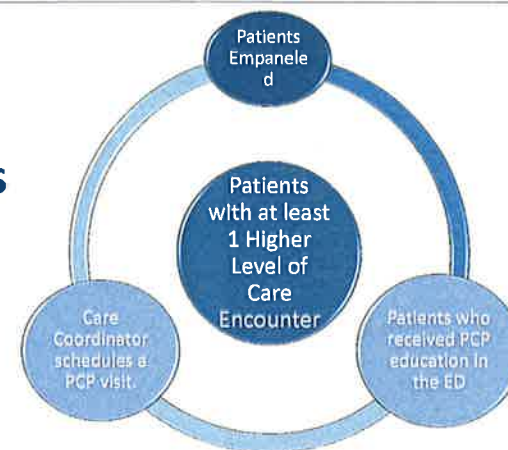 Patients
Empanele
d
s
Patients
with at least
1 Higher
Level of
Care
Encounter
Care
Coordinator
schedules a
PCP visit.
Patients who
received PCP
education in
the ED